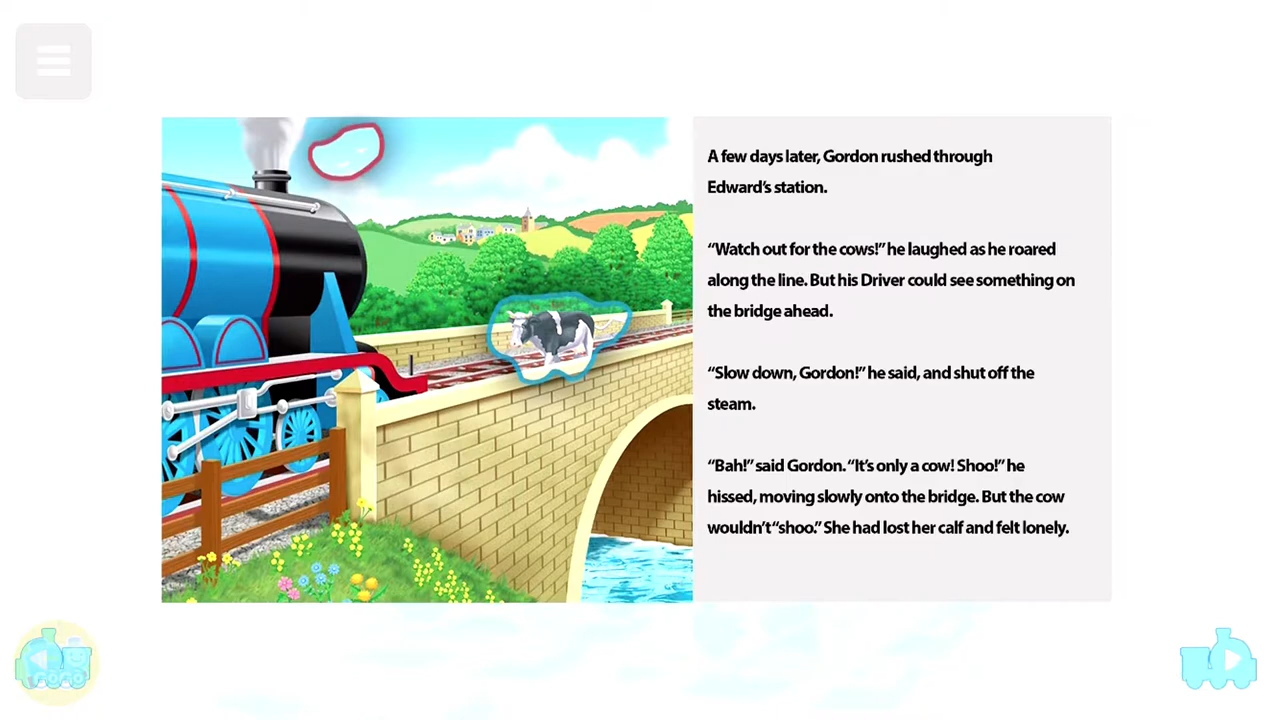 A few days later, Gordon rushed through
Edward’s station.
“Watch out for the cows!” he laughed as he roared
along the line. But his Driver could see something on
the bridge ahead.
“Slow down, Gordon!” he said, and shut off the
steam.
“Bah!” said Gordon. “It’s only a cow! Shoo!” he
hissed, moving slowly onto the bridge. But the cow
wouldn’t “shoo.” She had lost her calf and felt lonely.